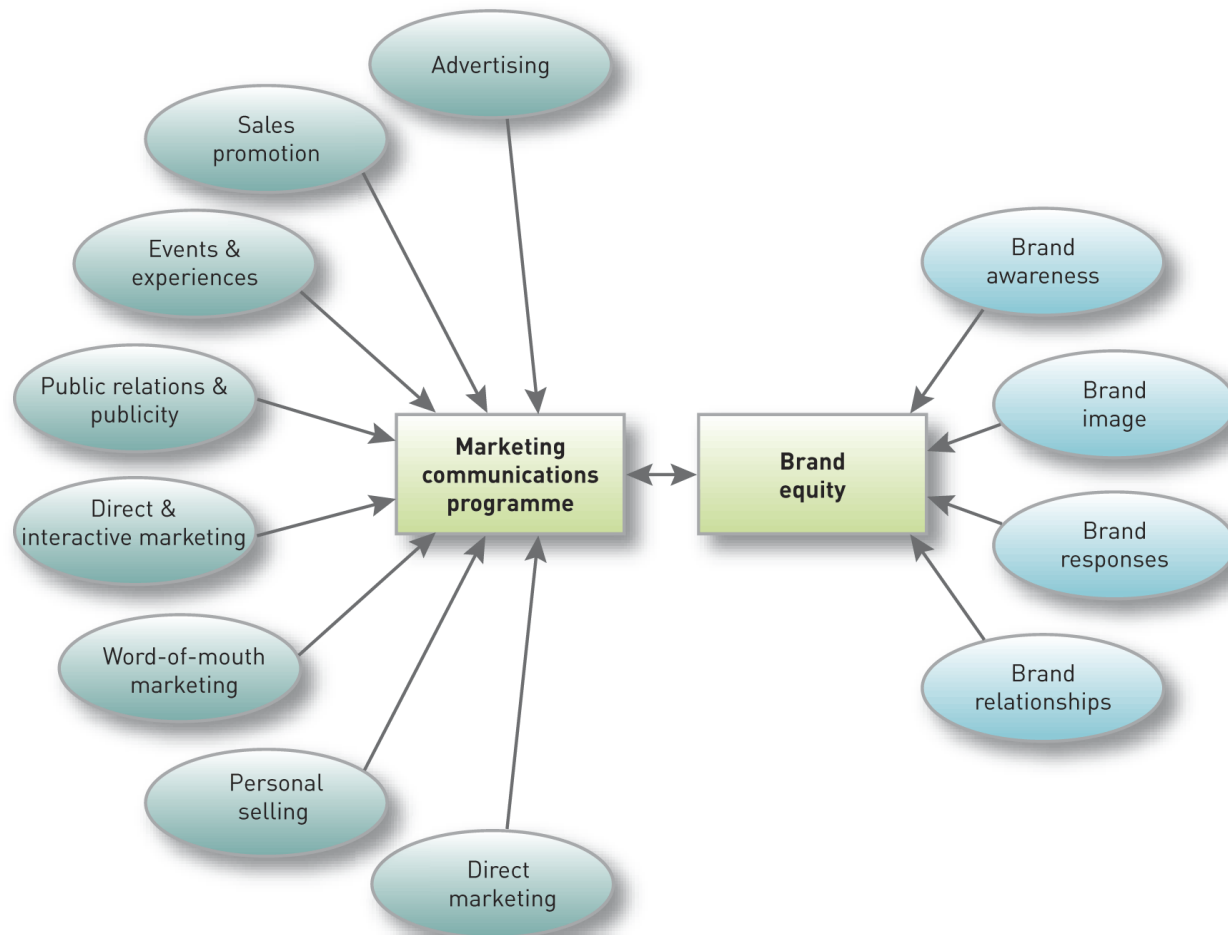 Advertising
Sales
promotion
Events &
experiences
Public relations &
publicity
Direct &
interactive marketing
Word-of-mouth
marketing
Personal
selling
Direct
marketing
Marketing
communications
programme
Brand
equity
Brand
awareness
Brand
image
Brand
responses
Brand
relationships